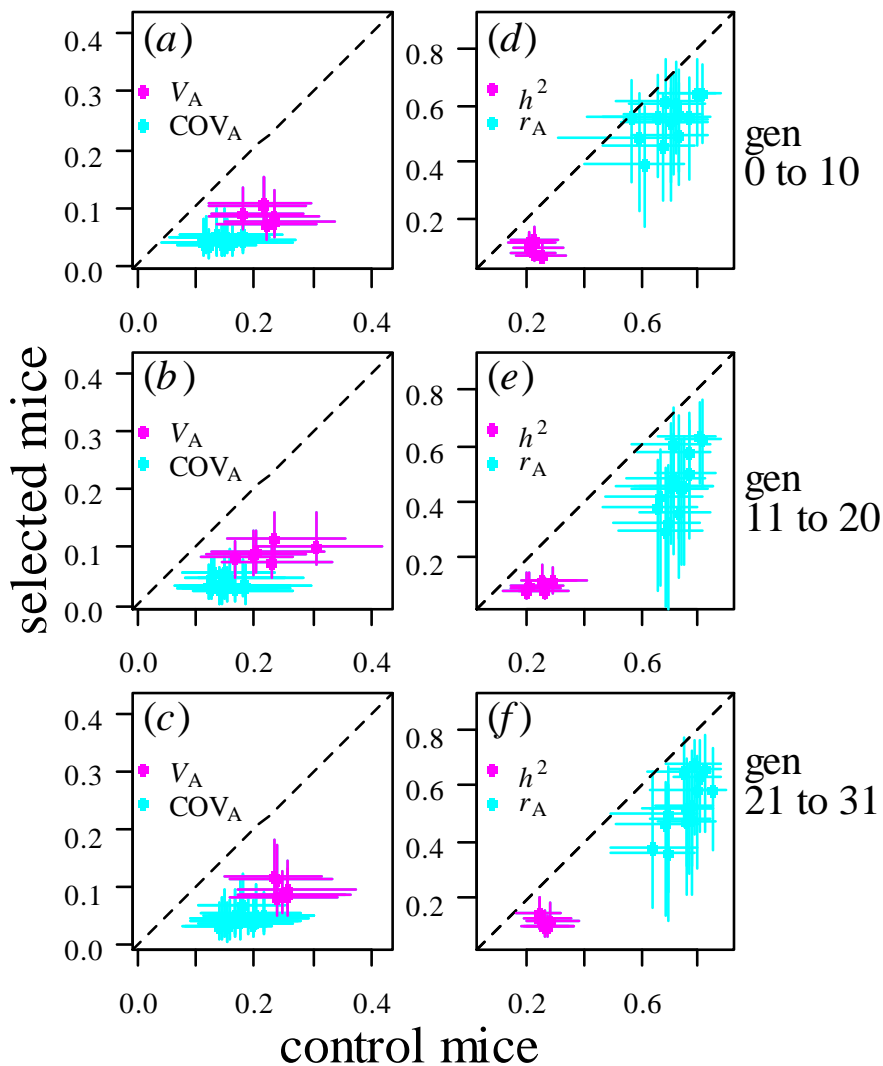 selected mice
(a)
V_A
COV_A
0.4
0.3
0.2
0.1
0.0
0.0
0.2
0.4
(d)
h^2
r_A
0.8
0.6
0.4
0.2
0.2
0.6
gen
0 to 10
(b)
V_A
COV_A
0.4
0.3
0.2
0.1
0.0
0.0
0.2
0.4
(e)
h^2
r_A
0.8
0.6
0.4
0.2
0.2
0.6
gen
11 to 20
(c)
V_A
COV_A
0.4
0.3
0.2
0.1
0.0
0.0
0.2
0.4
(f)
h^2
r_A
0.8
0.6
0.4
0.2
0.2
0.6
gen
21 to 31
control mice